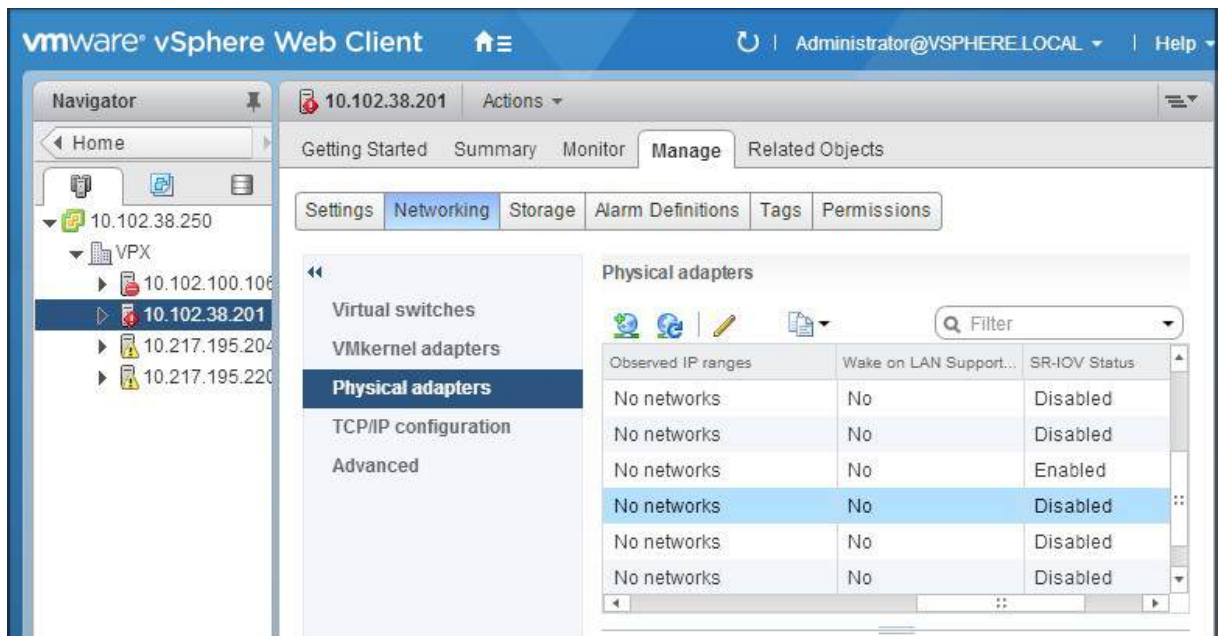 vmware® vSphere Web Client Administrator@VSPHERE.LOCAL Help
Navigator
Home
10.102.38.250
VPX
10.102.100.106
10.102.38.201
10.217.195.204
10.217.195.220
10.102.38.201 Actions
Getting Started Summary Monitor Manage Related Objects
Settings Networking Storage Alarm Definitions Tags Permissions
Virtual switches
VMkernel adapters
Physical adapters
TCP/IP configuration
Advanced
Physical adapters
Filter
Observed IP ranges Wake on LAN Support... SR-IOV Status
No networks No Disabled
No networks No Disabled
No networks No Enabled
No networks No Disabled
No networks No Disabled
No networks No Disabled